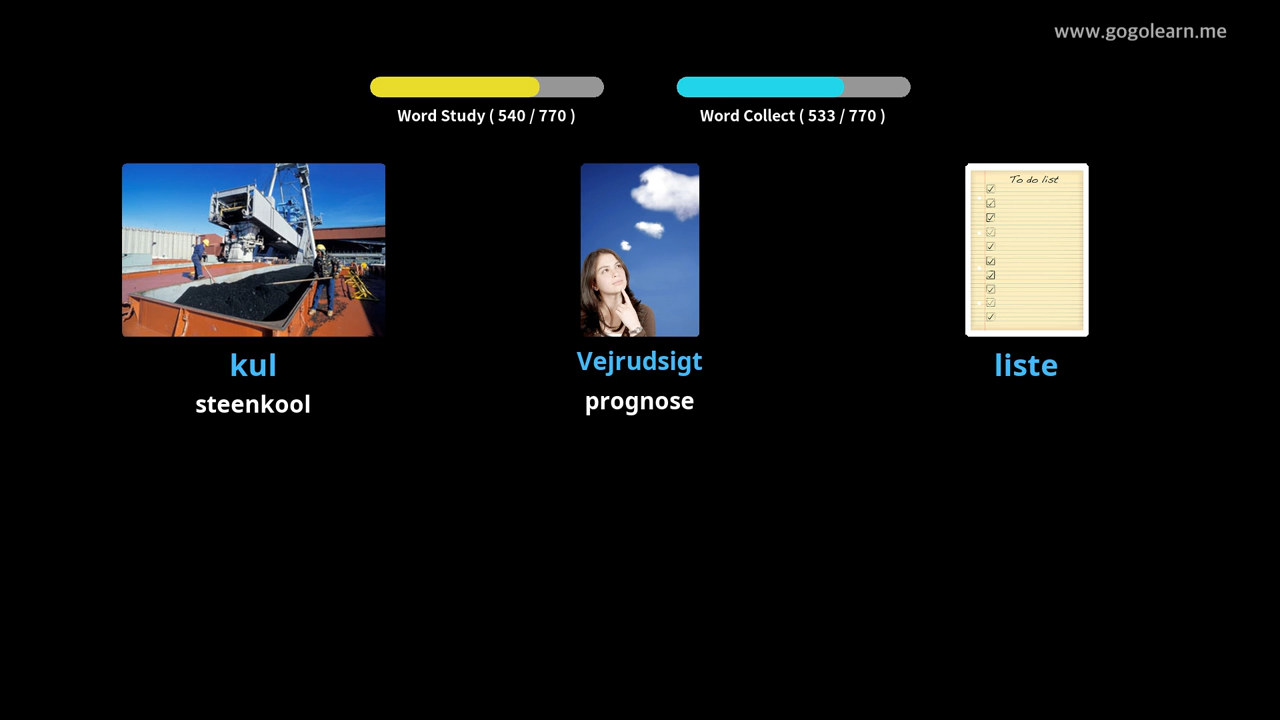 www.gogolearn.me
Word Study ( 540 / 770 )
Word Collect ( 533 / 770 )
To do list
kul
Vejrudsigt
liste
steenkool
prognose